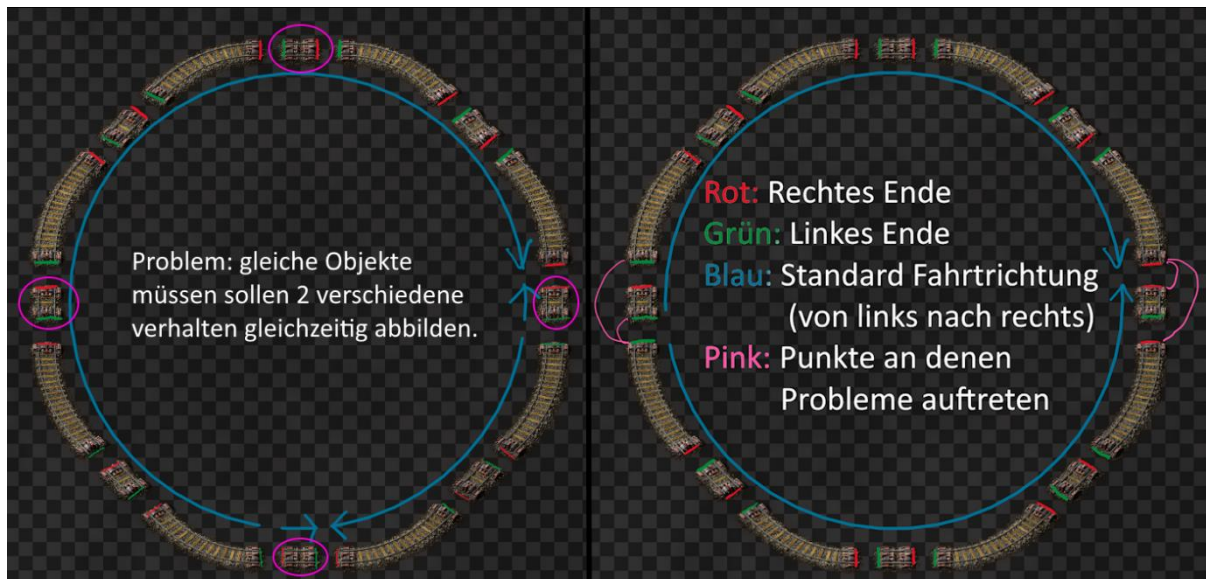 Problem: gleiche Objekte
müssen sollen 2 verschiedene
verhalten gleichzeitig abbilden.
Rot: Rechtes Ende
Grün: Linkes Ende
Blau: Standard Fahrtrichtung
(von links nach rechts)
Pink: Punkte an denen
Probleme auftreten